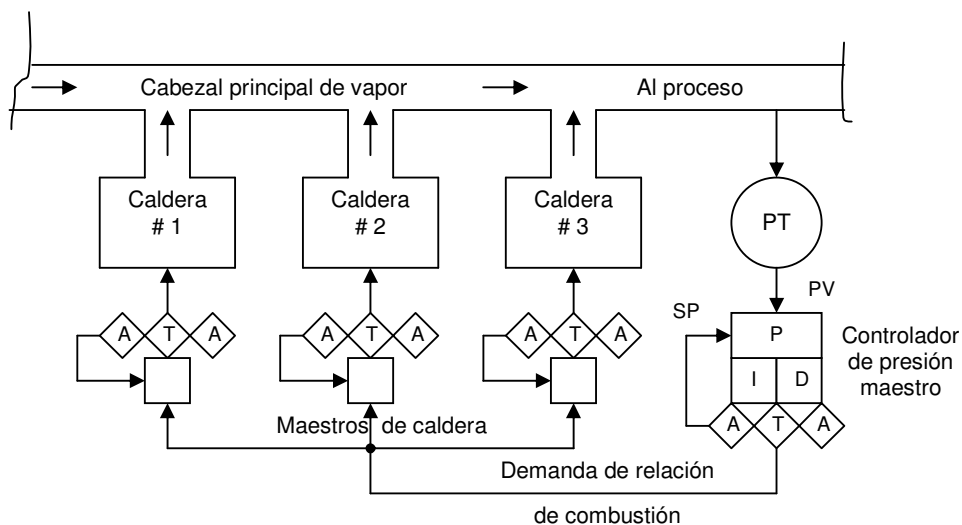 Cabezal principal de vapor
Al proceso
Caldera
# 1
Caldera
# 2
Caldera
# 3
PT
PV
SP
A T A
A T A
A T A
P
I D
A T A
Controlador
de presión
maestro
Maestros de caldera
Demanda de relación
de combustión